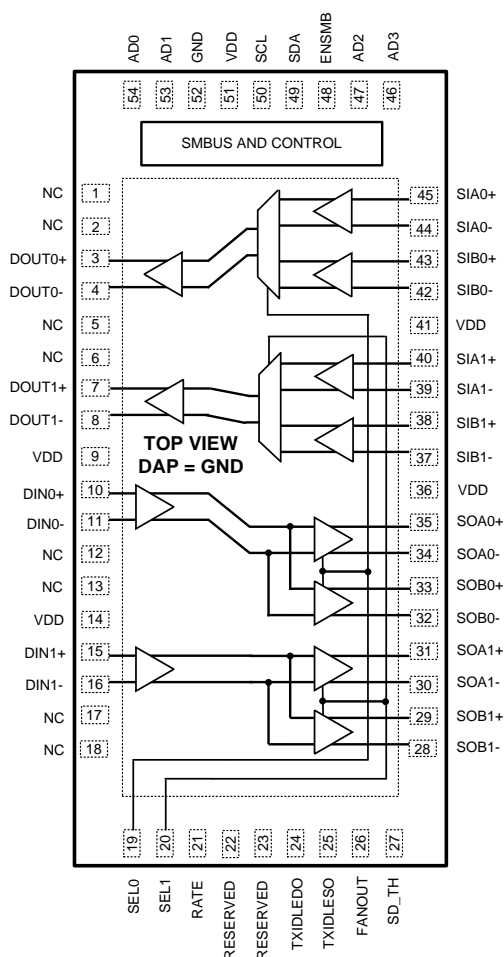 AD0 AD1 GND VDD SCL SDA ENSMB AD2 AD3
54 53 52 51 50 49 48 47 46
SMBUS AND CONTROL
NC 1 45 SIA0+
NC 2 44 SIA0-
DOUT0+ 3 43 SIB0+
DOUT0- 4 42 SIB0-
NC 5 41 VDD
NC 6 40 SIA1+
DOUT1+ 7 39 SIA1-
DOUT1- 8 38 SIB1+
TOP VIEW
DAP = GND
VDD 9 37 SIB1-
DIN0+ 10 36 VDD
DIN0- 11 35 SOA0+
NC 12 34 SOA0-
NC 13 33 SOB0+
VDD 14 32 SOB0-
DIN1+ 15 31 SOA1+
DIN1- 16 30 SOA1-
NC 17 29 SOB1+
NC 18 28 SOB1-
19 20 21 22 23 24 25 26 27
SEL0 SEL1 RATE RESERVED RESERVED TXIDLEDO TXIDLESO FANOUT SD_TH